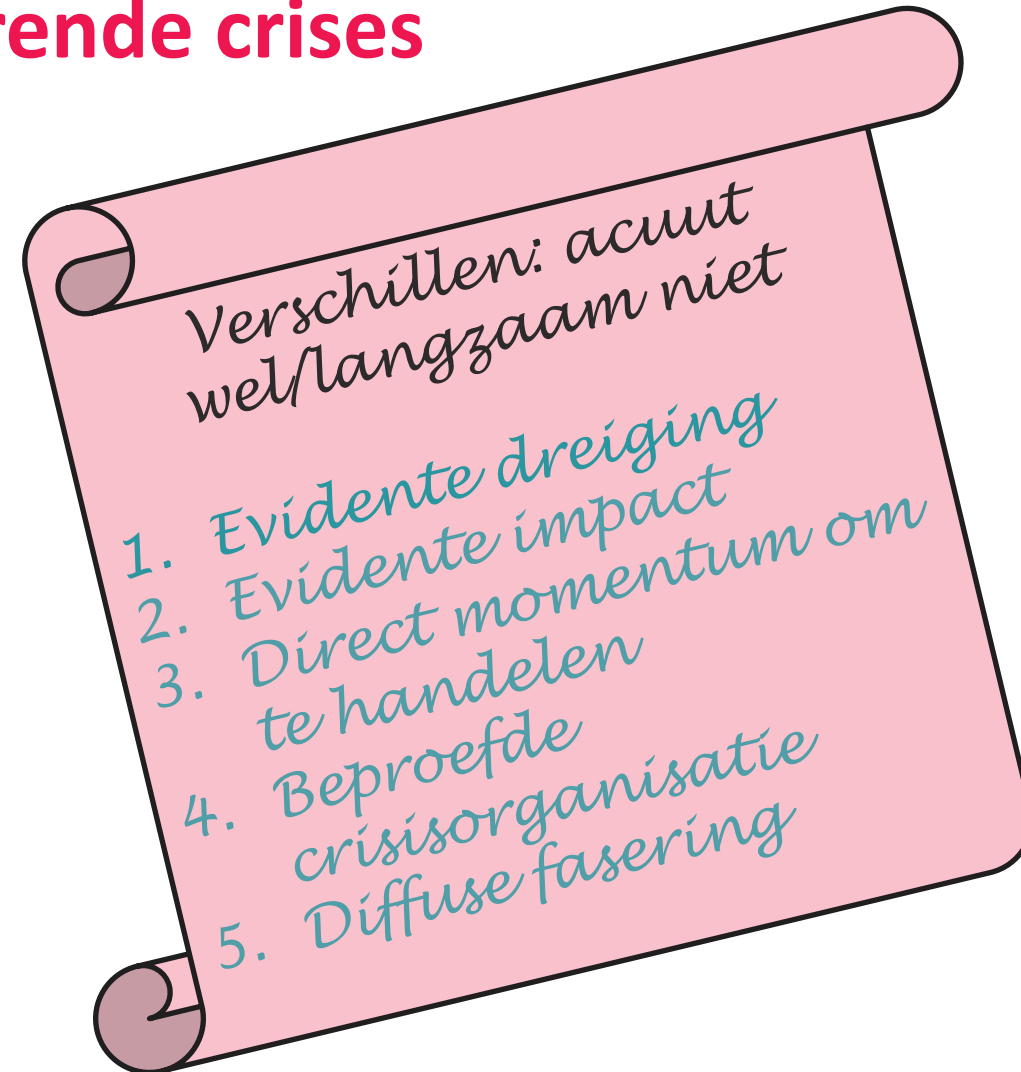 rende crises
Verschillen: acuut
wel/langzaam niet
1. Evidente dreiging
2. Evidente impact
3. Direct momentum om
te handelen
4. Beproefde
crisisorganisatie
5. Diffuse fasering